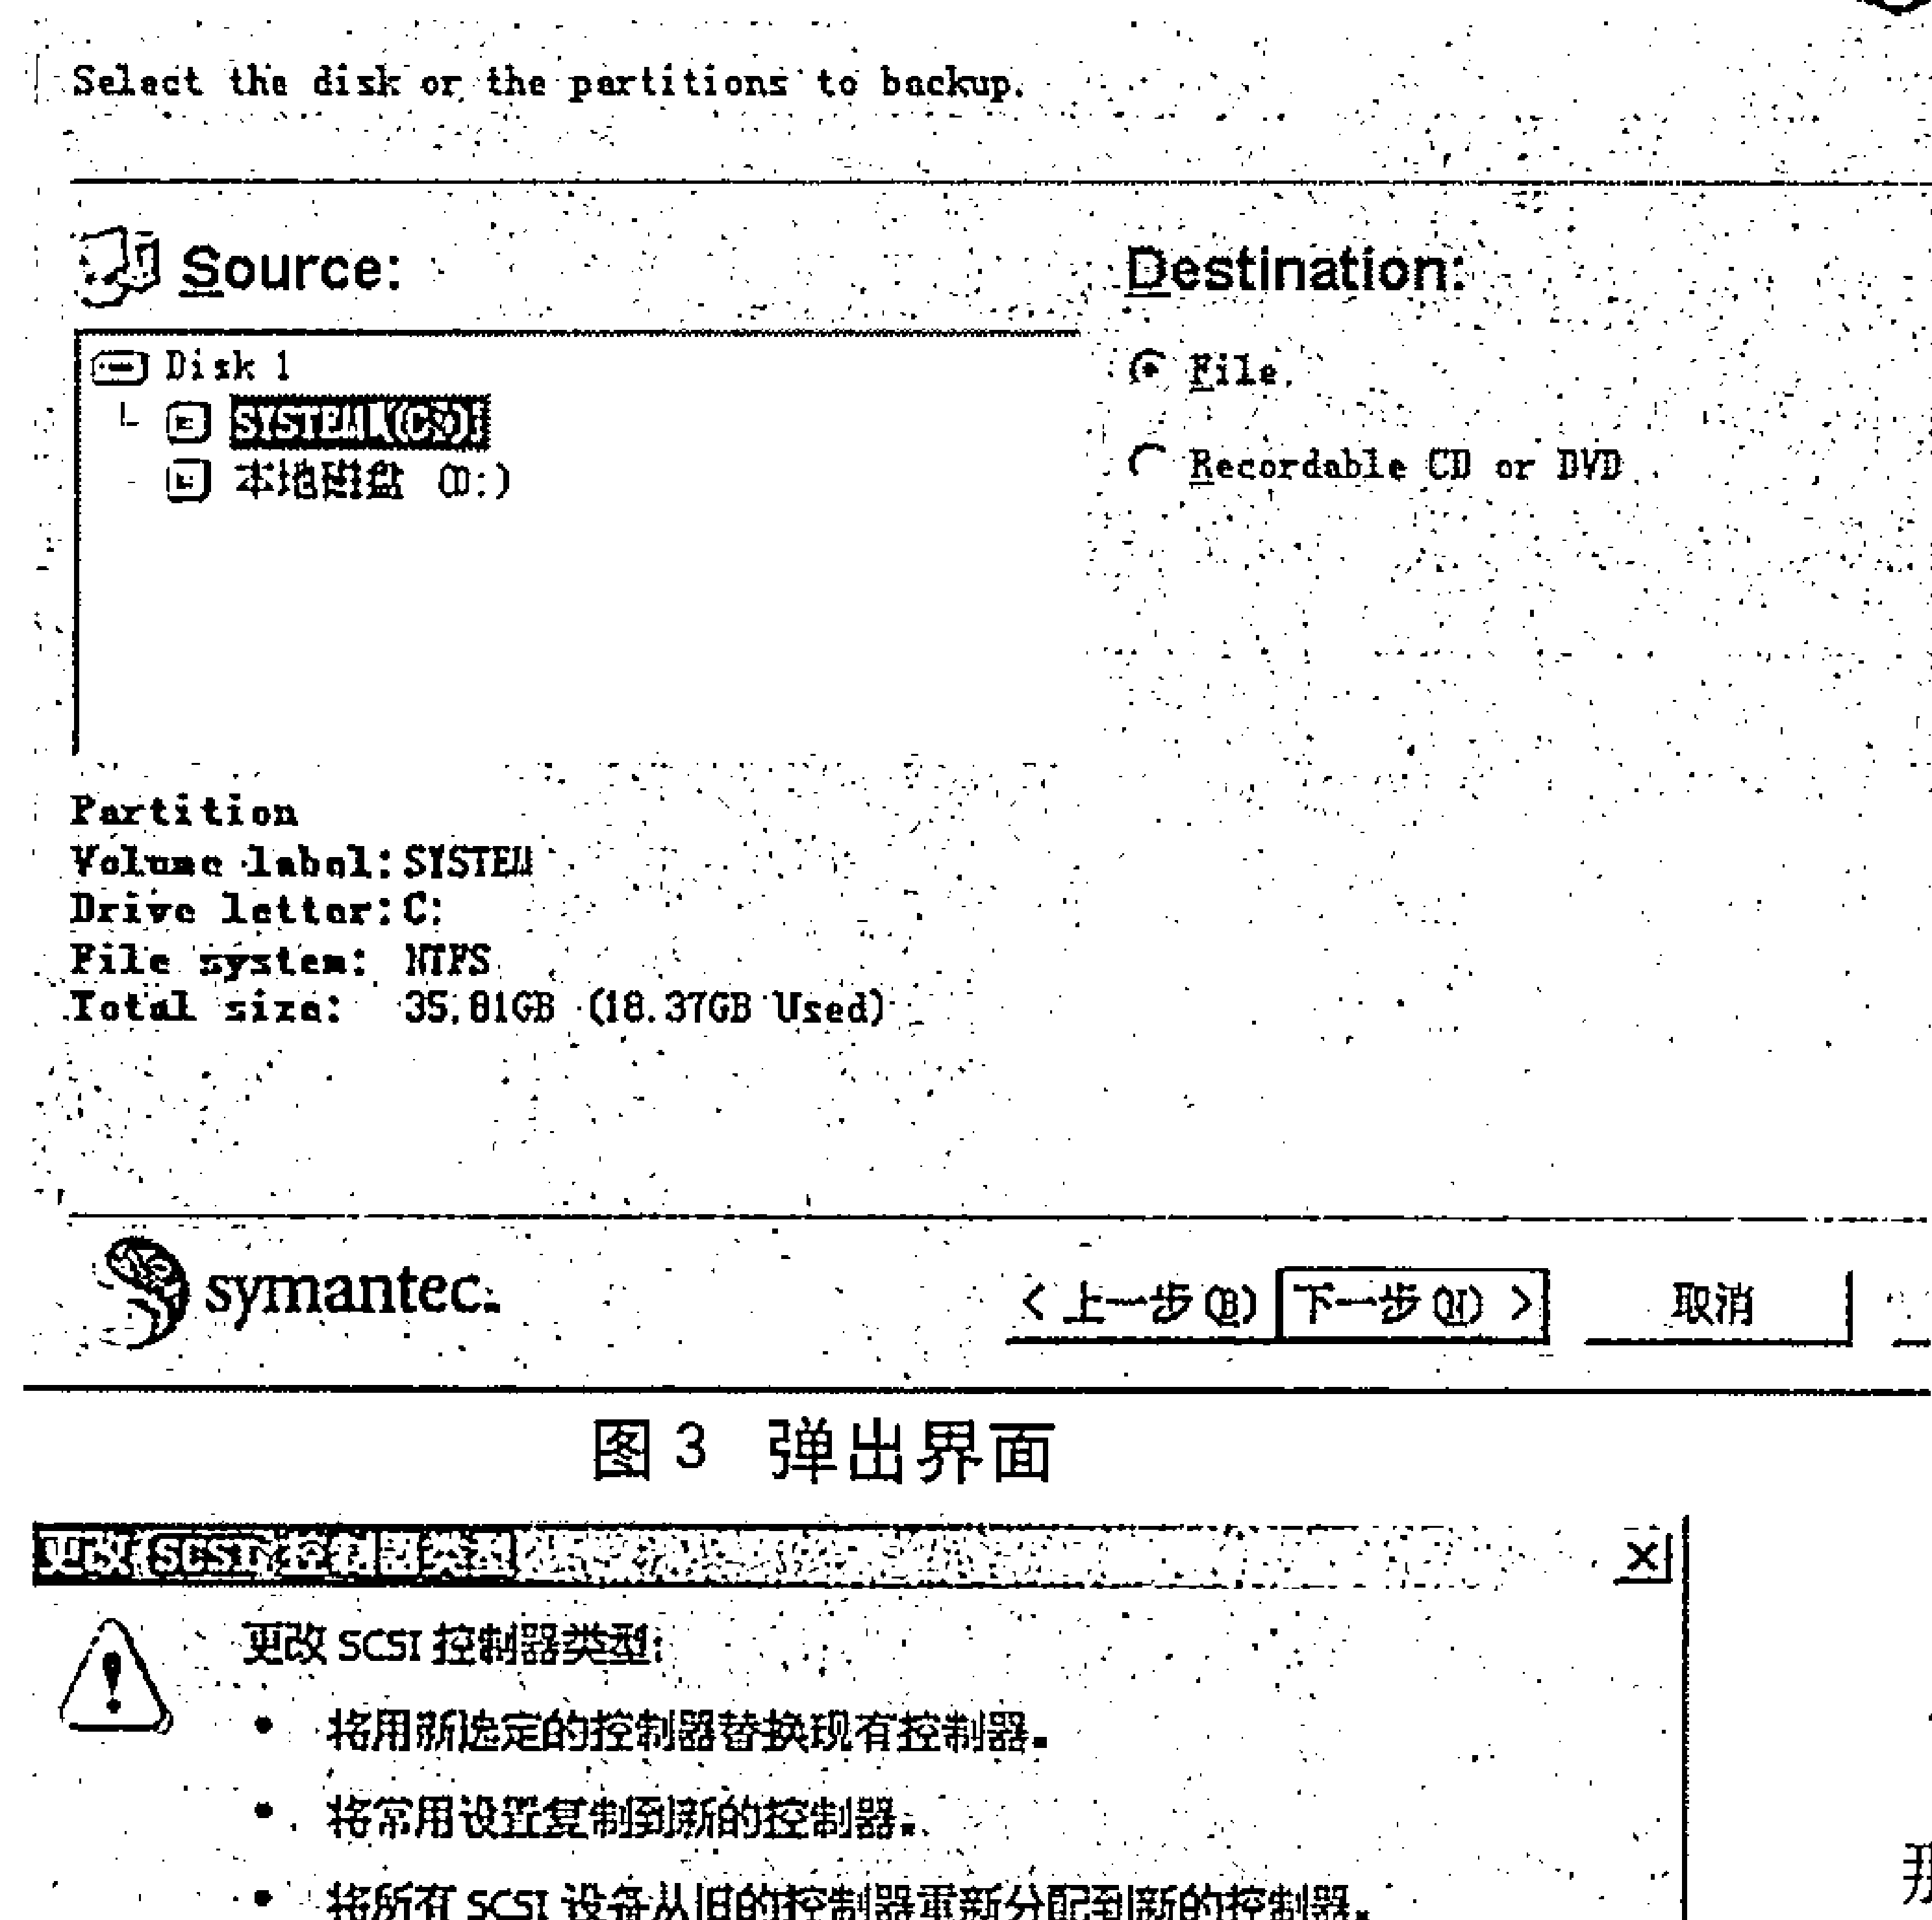 Select the disk or the partitions to backup.
Source:
Destination:
Disk 1
File
SYSTEM (C:)
Recordable CD or DVD
本地磁盘 (D:)
Partition
Volume label: SYSTEM
Drive letter: C:
File system: NTFS
Total size: 35.81GB (18.37GB Used)
symantec.
< 上一步(B) 下一步(N) > 取消
图 3 弹出界面
更改 SCSI 控制器类型
更改 SCSI 控制器类型:
• 将用新选定的控制器替换现有控制器。
• 将常用设置复制到新的控制器。
• 将所有 SCSI 设备从旧的控制器重新分配到新的控制器。